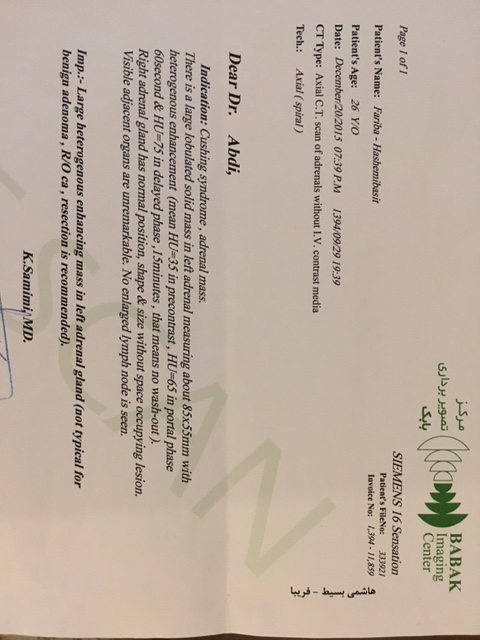 مرکز
تصویر برداری
بابک
BABAK
Imaging
Center
SIEMENS 16 Sensation
Page 1 of 1
Patient's FileNo: 333921
Invoice No: 1,394 - 11,859
Patient's Name: Fariba - Hashemibasit
هاشمی بسیط - فریبا
Patient's Age: 26 Y/O
Date: December/20/2015 07:39 P.M 1394/09/29 19:39
CT Type: Axial C.T. scan of adrenals without I.V. contrast media
Tech.: Axial ( spiral )
Dear Dr. Abdi,
Indication: Cushing syndrome , adrenal mass.
There is a large lobulated solid mass in left adrenal measuring about 85x55mm with
heterogenous enhancement (mean HU=35 in precontrast , HU=65 in portal phase
60second & HU=75 in delayed phase ,15minutes , that means no wash-out ).
Right adrenal gland has normal position, shape & size without space occupying lesion.
Visible adjacent organs are unremarkable. No enlarged lymph node is seen.
Imp.:- Large heterogenous enhancing mass in left adrenal gland (not typical for
benign adenoma , R/O ca , resection is recommended).
K.Samimi, MD.
SCAN